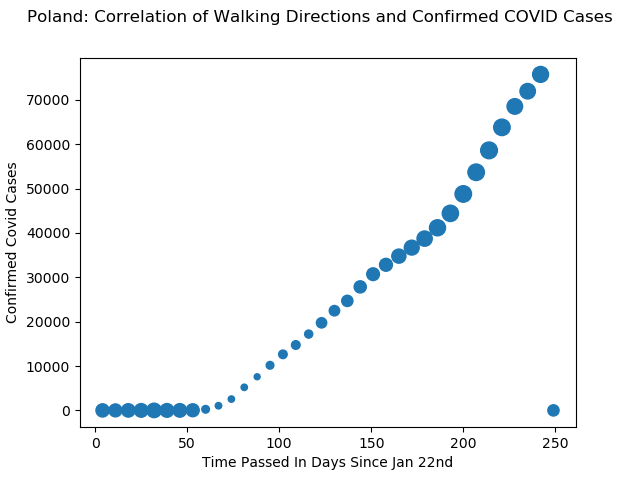 Poland: Correlation of Walking Directions and Confirmed COVID Cases
Confirmed Covid Cases
70000
60000
50000
40000
30000
20000
10000
0
0 50 100 150 200 250
Time Passed In Days Since Jan 22nd